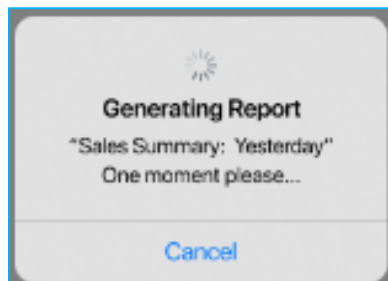 Generating Report
"Sales Summary:  Yesterday"
One moment please...
Cancel